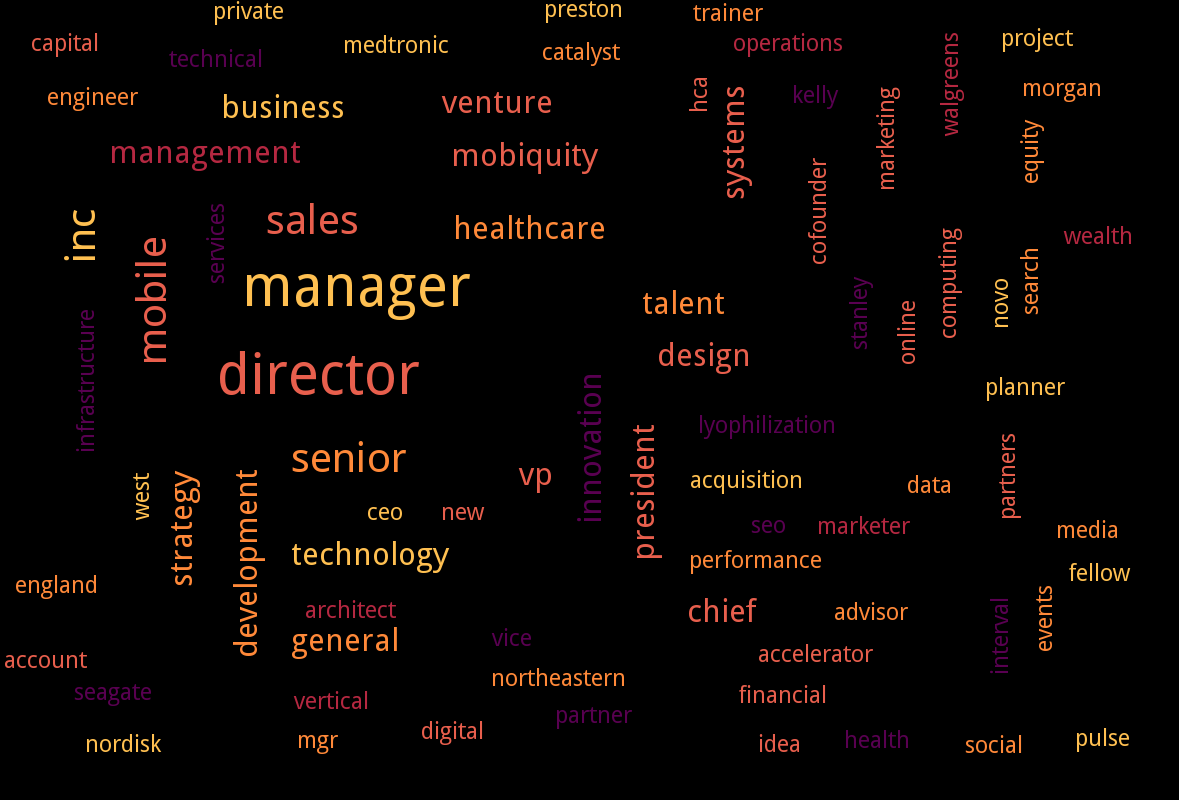 private
preston
trainer
capital
technical
medtronic
catalyst
operations
walgreens
project
engineer
business
venture
hca
systems
kelly
marketing
morgan
management
mobiquity
cofounder
equity
inc
mobile
services
sales
healthcare
computing
wealth
manager
talent
stanley
online
novo
search
infrastructure
director
innovation
design
planner
senior
vp
president
lyophilization
acquisition
data
partners
west
strategy
development
ceo
new
seo
marketer
media
technology
performance
fellow
england
architect
general
vice
chief
advisor
interval
events
account
northeastern
accelerator
seagate
vertical
partner
financial
nordisk
mgr
digital
idea
health
social
pulse